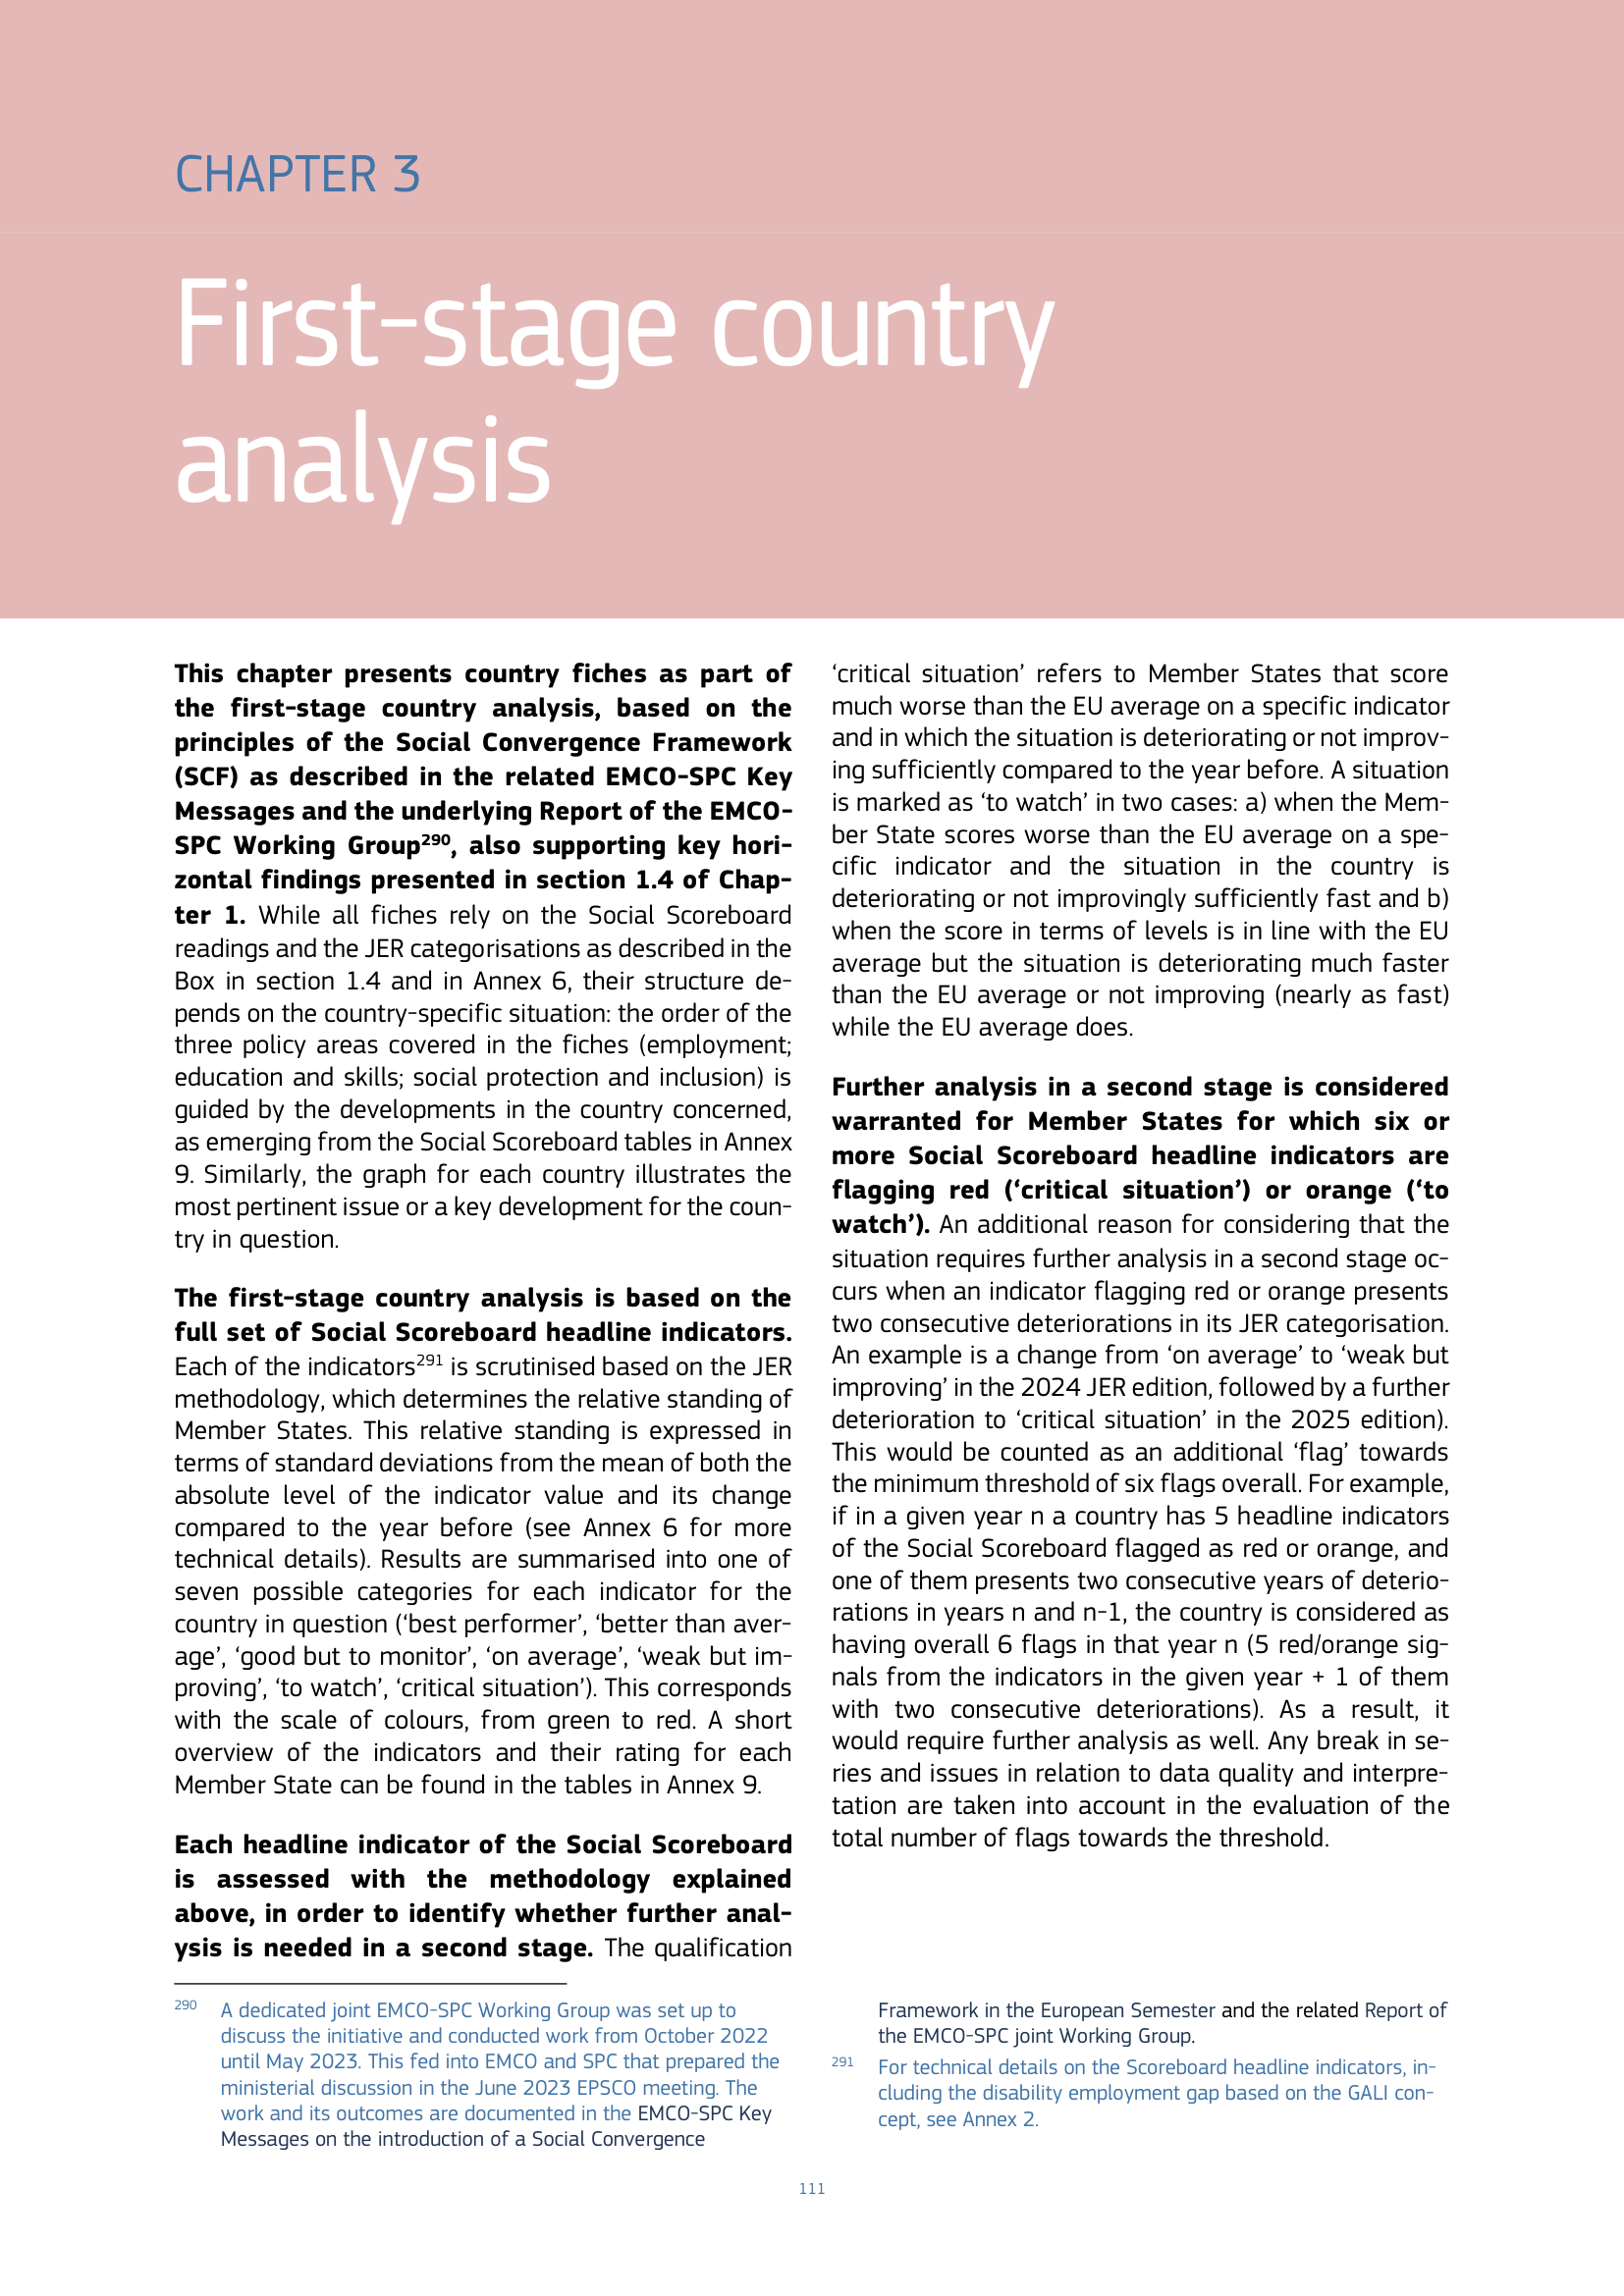 CHAPTER 3
First-stage country
analysis
This chapter presents country fiches as part of
the first-stage country analysis, based on the
principles of the Social Convergence Framework
(SCF) as described in the related EMCO-SPC Key
Messages and the underlying Report of the EMCO-
SPC Working Group290, also supporting key hori-
zontal findings presented in section 1.4 of Chap-
ter 1. While all fiches rely on the Social Scoreboard
readings and the JER categorisations as described in the
Box in section 1.4 and in Annex 6, their structure de-
pends on the country-specific situation: the order of the
three policy areas covered in the fiches (employment;
education and skills; social protection and inclusion) is
guided by the developments in the country concerned,
as emerging from the Social Scoreboard tables in Annex
9. Similarly, the graph for each country illustrates the
most pertinent issue or a key development for the coun-
try in question.
The first-stage country analysis is based on the
full set of Social Scoreboard headline indicators.
Each of the indicators291 is scrutinised based on the JER
methodology, which determines the relative standing of
Member States. This relative standing is expressed in
terms of standard deviations from the mean of both the
absolute level of the indicator value and its change
compared to the year before (see Annex 6 for more
technical details). Results are summarised into one of
seven possible categories for each indicator for the
country in question (‘best performer’, ‘better than aver-
age’, ‘good but to monitor’, ‘on average’, ‘weak but im-
proving’, ‘to watch’, ‘critical situation’). This corresponds
with the scale of colours, from green to red. A short
overview of the indicators and their rating for each
Member State can be found in the tables in Annex 9.
Each headline indicator of the Social Scoreboard
is assessed with the methodology explained
above, in order to identify whether further anal-
ysis is needed in a second stage. The qualification
‘critical situation’ refers to Member States that score
much worse than the EU average on a specific indicator
and in which the situation is deteriorating or not improv-
ing sufficiently compared to the year before. A situation
is marked as ‘to watch’ in two cases: a) when the Mem-
ber State scores worse than the EU average on a spe-
cific indicator and the situation in the country is
deteriorating or not improvingly sufficiently fast and b)
when the score in terms of levels is in line with the EU
average but the situation is deteriorating much faster
than the EU average or not improving (nearly as fast)
while the EU average does.
Further analysis in a second stage is considered
warranted for Member States for which six or
more Social Scoreboard headline indicators are
flagging red (‘critical situation’) or orange (‘to
watch’). An additional reason for considering that the
situation requires further analysis in a second stage oc-
curs when an indicator flagging red or orange presents
two consecutive deteriorations in its JER categorisation.
An example is a change from ‘on average’ to ‘weak but
improving’ in the 2024 JER edition, followed by a further
deterioration to ‘critical situation’ in the 2025 edition).
This would be counted as an additional ‘flag’ towards
the minimum threshold of six flags overall. For example,
if in a given year n a country has 5 headline indicators
of the Social Scoreboard flagged as red or orange, and
one of them presents two consecutive years of deterio-
rations in years n and n-1, the country is considered as
having overall 6 flags in that year n (5 red/orange sig-
nals from the indicators in the given year + 1 of them
with two consecutive deteriorations). As a result, it
would require further analysis as well. Any break in se-
ries and issues in relation to data quality and interpre-
tation are taken into account in the evaluation of the
total number of flags towards the threshold.
290 A dedicated joint EMCO-SPC Working Group was set up to
discuss the initiative and conducted work from October 2022
until May 2023. This fed into EMCO and SPC that prepared the
ministerial discussion in the June 2023 EPSCO meeting. The
work and its outcomes are documented in the EMCO-SPC Key
Messages on the introduction of a Social Convergence
Framework in the European Semester and the related Report of
the EMCO-SPC joint Working Group.
291 For technical details on the Scoreboard headline indicators, in-
cluding the disability employment gap based on the GALI con-
cept, see Annex 2.
111